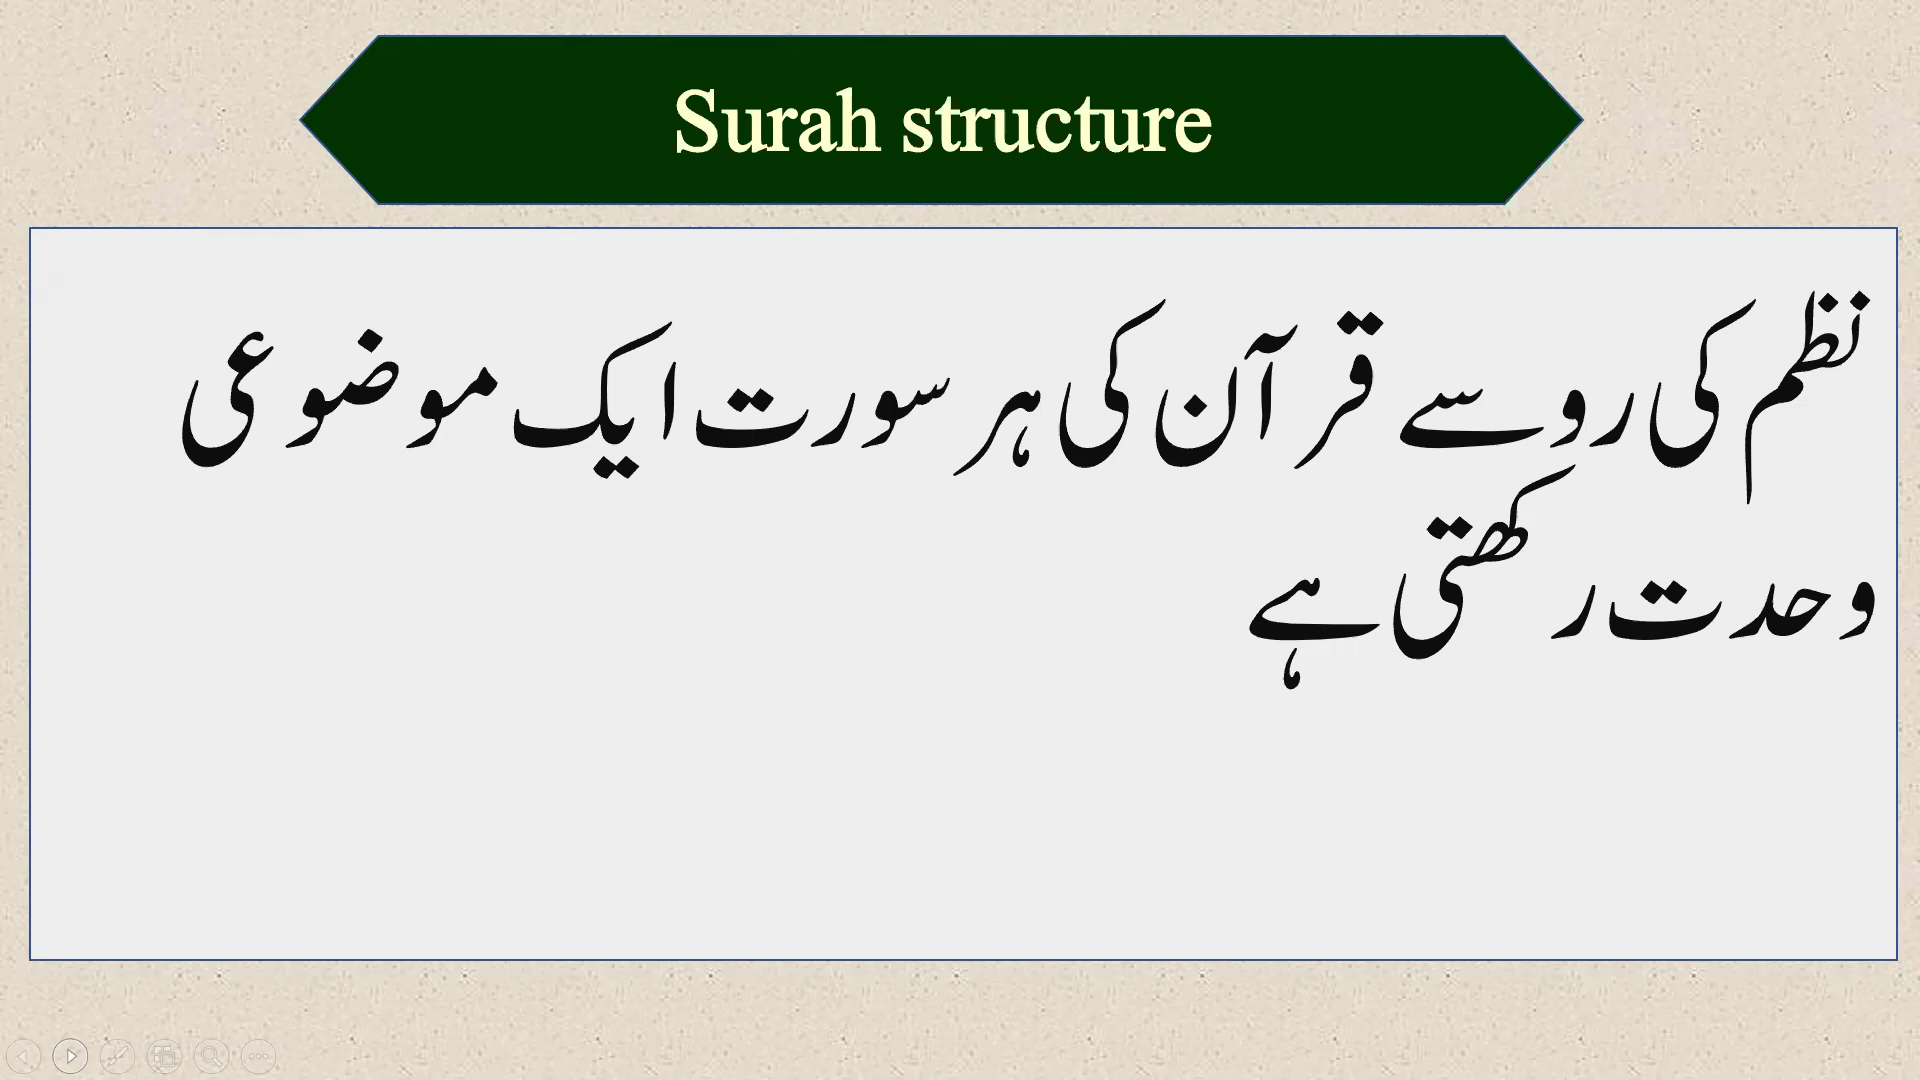 Surah structure
نظم کی رو سے قرآن کی ہر سورت ایک موضوعی
وحدت رکھتی ہے